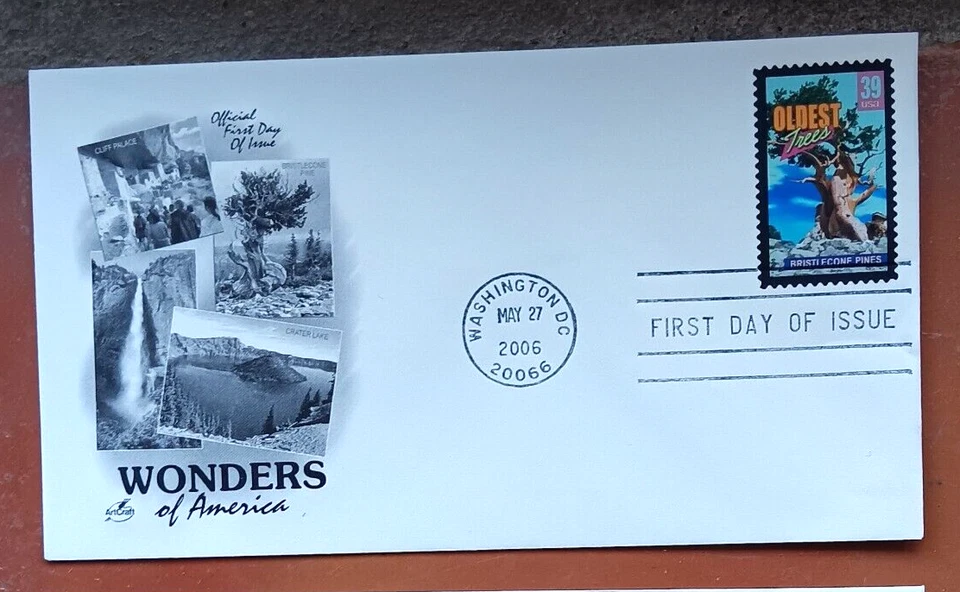 Official
First Day
Of Issue
CLIFF PALACE
BRISTLECONE
PINE
CRATER LAKE
WONDERS
of America
ArtCraft
WASHINGTON DC
MAY 27
2006
20066
39
USA
OLDEST
Trees
BRISTLECONE PINES
FIRST DAY OF ISSUE